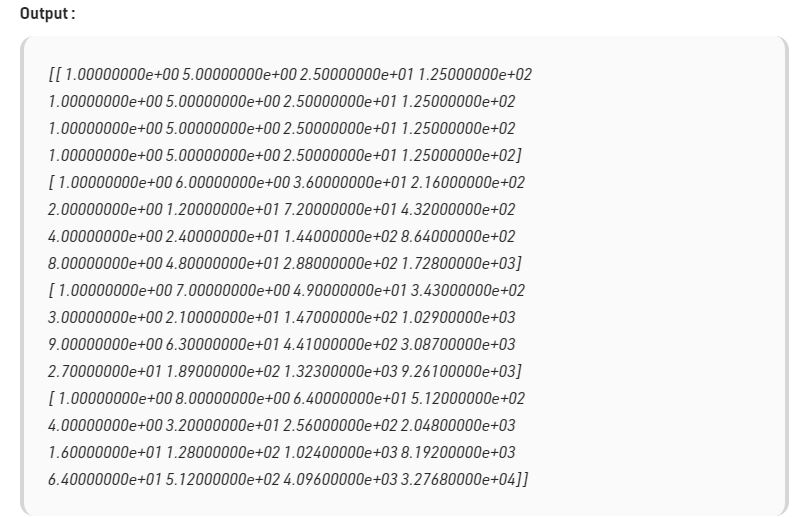 Output :
[[ 1.00000000e+00 5.00000000e+00 2.50000000e+01 1.25000000e+02
1.00000000e+00 5.00000000e+00 2.50000000e+01 1.25000000e+02
1.00000000e+00 5.00000000e+00 2.50000000e+01 1.25000000e+02
1.00000000e+00 5.00000000e+00 2.50000000e+01 1.25000000e+02]
[ 1.00000000e+00 6.00000000e+00 3.60000000e+01 2.16000000e+02
2.00000000e+00 1.20000000e+01 7.20000000e+01 4.32000000e+02
4.00000000e+00 2.40000000e+01 1.44000000e+02 8.64000000e+02
8.00000000e+00 4.80000000e+01 2.88000000e+02 1.72800000e+03]
[ 1.00000000e+00 7.00000000e+00 4.90000000e+01 3.43000000e+02
3.00000000e+00 2.10000000e+01 1.47000000e+02 1.02900000e+03
9.00000000e+00 6.30000000e+01 4.41000000e+02 3.08700000e+03
2.70000000e+01 1.89000000e+02 1.32300000e+03 9.26100000e+03]
[ 1.00000000e+00 8.00000000e+00 6.40000000e+01 5.12000000e+02
4.00000000e+00 3.20000000e+01 2.56000000e+02 2.04800000e+03
1.60000000e+01 1.28000000e+02 1.02400000e+03 8.19200000e+03
6.40000000e+01 5.12000000e+02 4.09600000e+03 3.27680000e+04]]